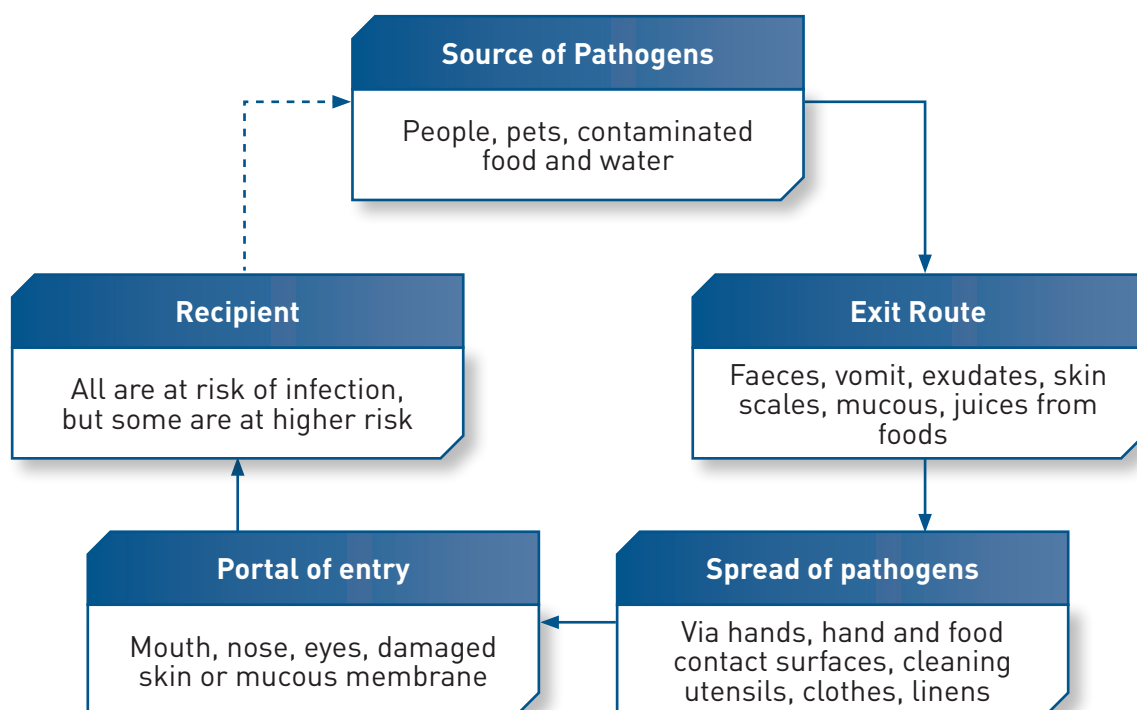 Source of Pathogens
People, pets, contaminated
food and water
Recipient
All are at risk of infection,
but some are at higher risk
Exit Route
Faeces, vomit, exudates, skin
scales, mucous, juices from
foods
Portal of entry
Mouth, nose, eyes, damaged
skin or mucous membrane
Spread of pathogens
Via hands, hand and food
contact surfaces, cleaning
utensils, clothes, linens